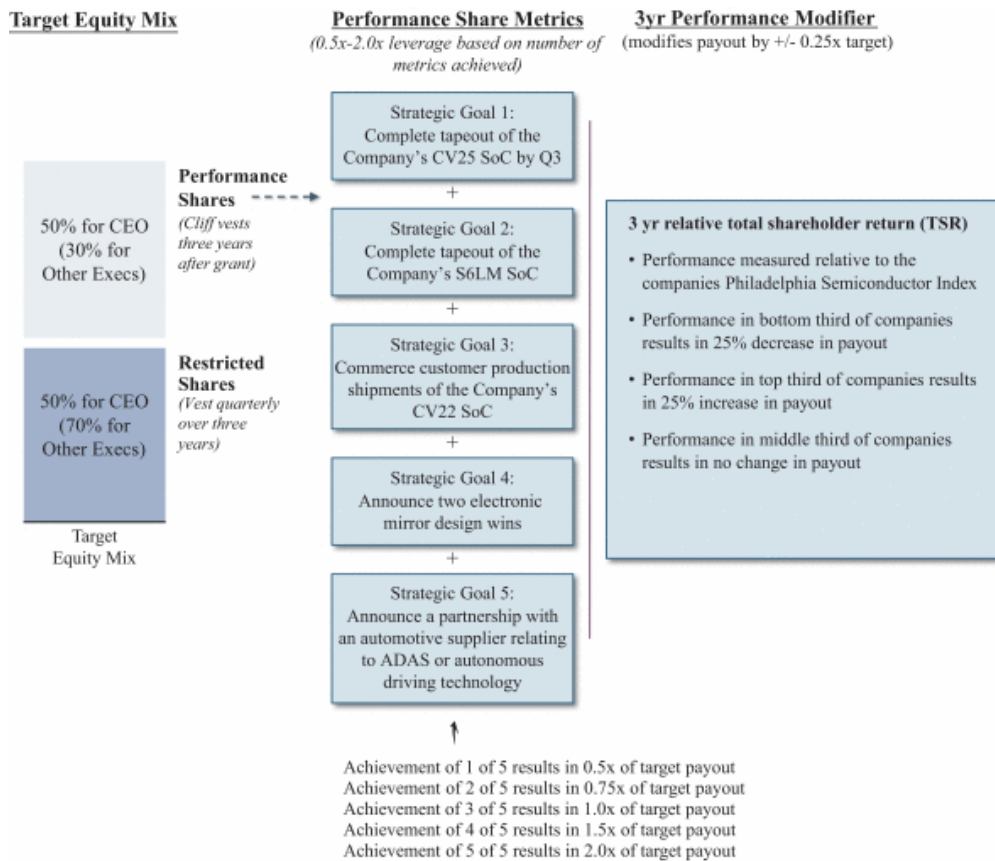 Target Equity Mix
50% for CEO
(30% for
Other Execs)
50% for CEO
(70% for
Other Execs)
Target
Equity Mix
Performance
Shares
(Cliff vests
three years
after grant)
Restricted
Shares
(Vest quarterly
over three
years)
Performance Share Metrics
(0.5x-2.0x leverage based on number of
metrics achieved)
Strategic Goal 1:
Complete tapeout of the
Company's CV25 SoC by Q3
+
Strategic Goal 2:
Complete tapeout of the
Company's S6LM SoC
+
Strategic Goal 3:
Commerce customer production
shipments of the Company's
CV22 SoC
+
Strategic Goal 4:
Announce two electronic
mirror design wins
+
Strategic Goal 5:
Announce a partnership with
an automotive supplier relating
to ADAS or autonomous
driving technology
Achievement of 1 of 5 results in 0.5x of target payout
Achievement of 2 of 5 results in 0.75x of target payout
Achievement of 3 of 5 results in 1.0x of target payout
Achievement of 4 of 5 results in 1.5x of target payout
Achievement of 5 of 5 results in 2.0x of target payout
3yr Performance Modifier
(modifies payout by +/- 0.25x target)
3 yr relative total shareholder return (TSR)
• Performance measured relative to the
companies Philadelphia Semiconductor Index
• Performance in bottom third of companies
results in 25% decrease in payout
• Performance in top third of companies results
in 25% increase in payout
• Performance in middle third of companies
results in no change in payout